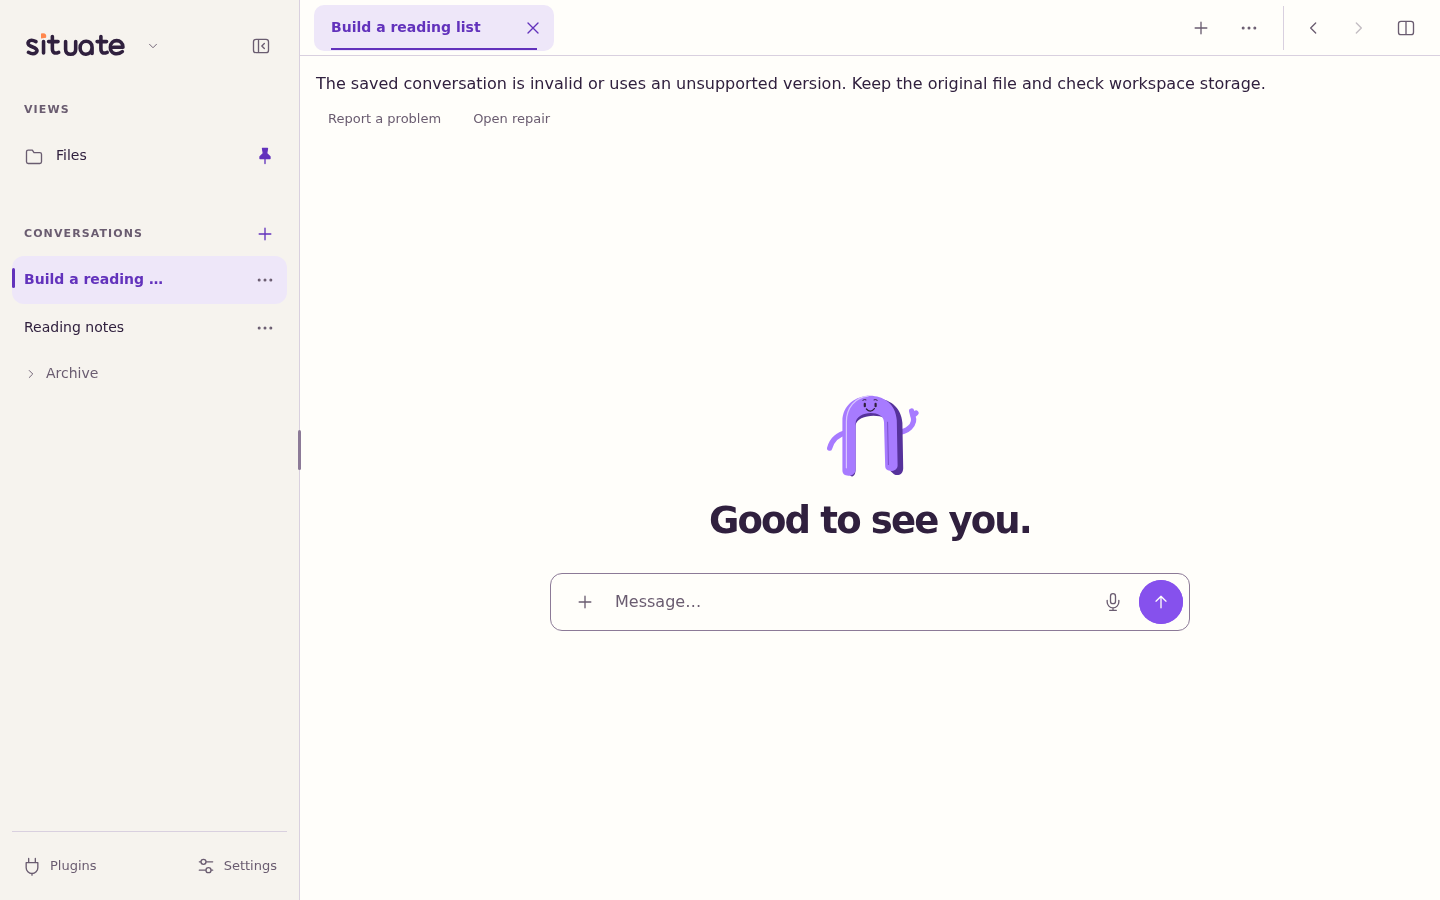 situate
VIEWS
Files
CONVERSATIONS
Build a reading ...
Reading notes
Archive
Plugins
Settings
Build a reading list
The saved conversation is invalid or uses an unsupported version. Keep the original file and check workspace storage.
Report a problem
Open repair
Good to see you.
Message...